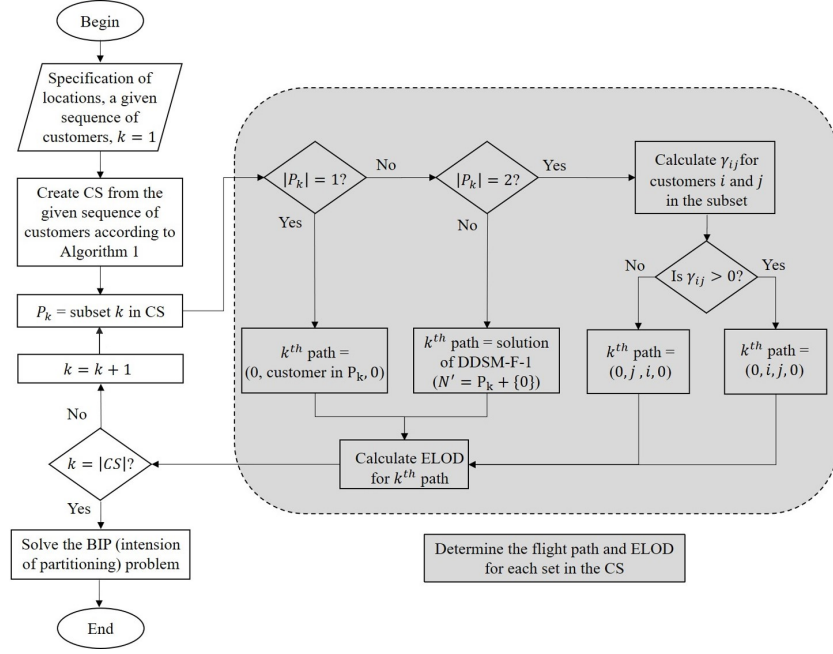 Begin
Specification of
locations, a given
sequence of
customers, k = 1
Create CS from the
given sequence of
customers according to
Algorithm 1
P_k = subset k in CS
k = k + 1
No
k = |CS|?
Yes
Solve the BIP (intension
of partitioning) problem
End
|P_k| = 1?
No
Yes
|P_k| = 2?
Yes
No
Calculate γ_ij for
customers i and j
in the subset
No
Is γ_ij > 0?
Yes
k^th path =
(0, customer in P_k, 0)
k^th path = solution
of DDSM-F-1
(N′ = P_k + {0})
k^th path =
(0, j , i, 0)
k^th path =
(0, i, j, 0)
Calculate ELOD
for k^th path
Determine the flight path and ELOD
for each set in the CS